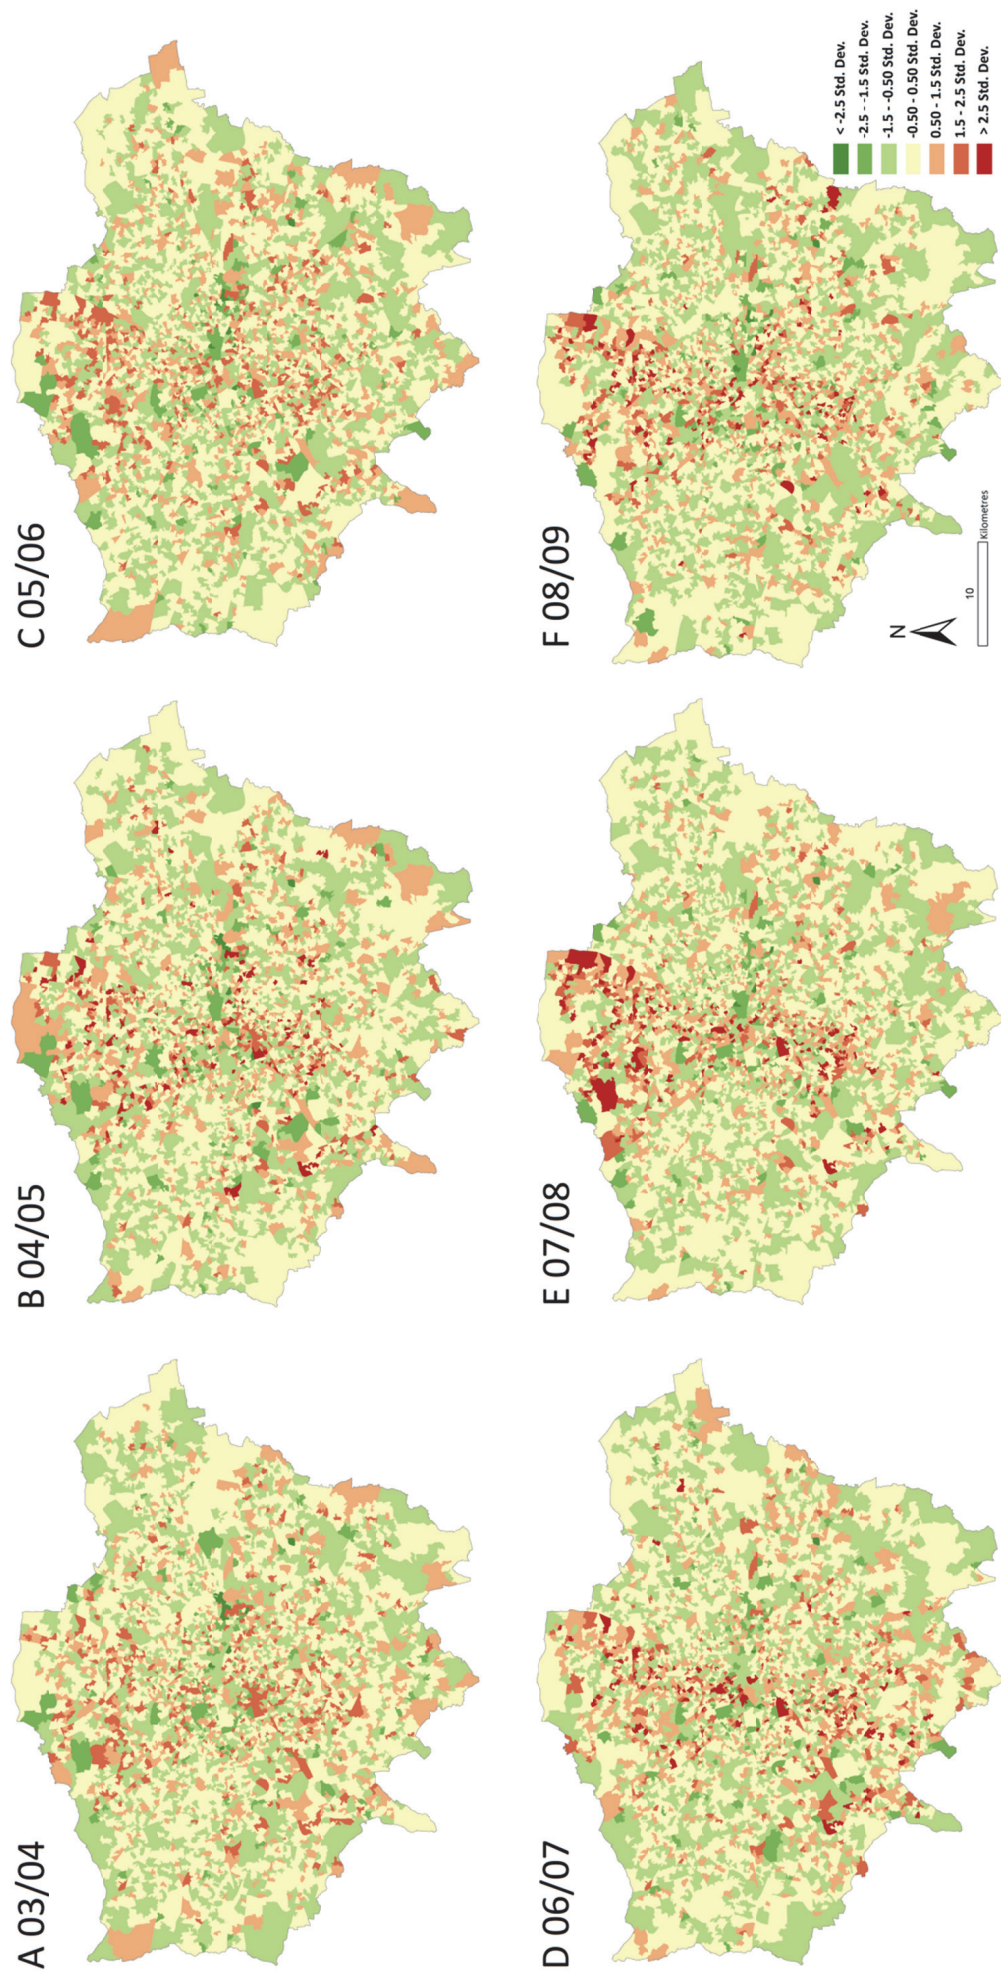 A 03/04
B 04/05
C 05/06
D 06/07
E 07/08
F 08/09
N
10
Kilometres
< -2.5 Std. Dev.
-2.5 - -1.5 Std. Dev.
-1.5 - -0.50 Std. Dev.
-0.50 - 0.50 Std. Dev.
0.50 - 1.5 Std. Dev.
1.5 - 2.5 Std. Dev.
> 2.5 Std. Dev.